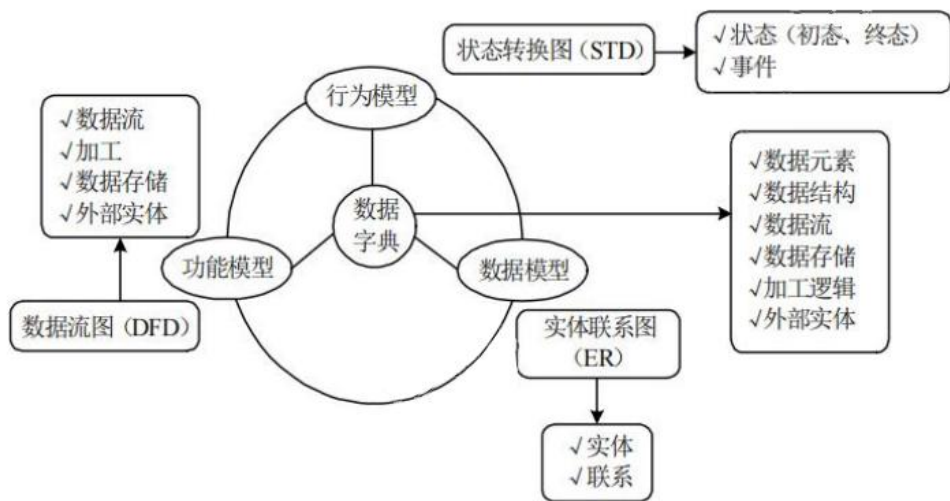 状态转换图(STD)
√状态（初态、终态）
√事件
行为模型
√数据流
√加工
√数据存储
√外部实体
数据
字典
功能模型
数据模型
√数据元素
√数据结构
√数据流
√数据存储
√加工逻辑
√外部实体
数据流图(DFD)
实体联系图
(ER)
√实体
√联系